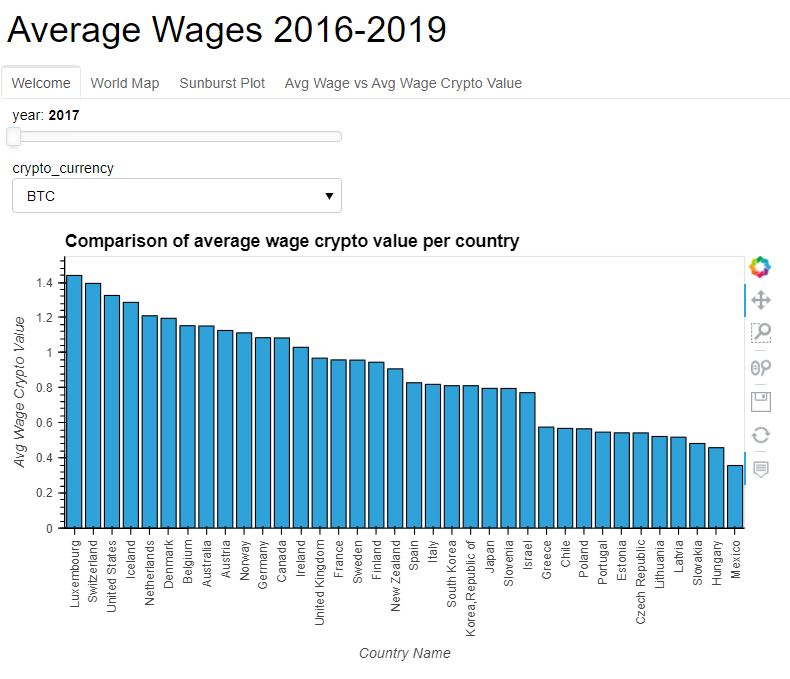 Average Wages 2016-2019
Welcome World Map Sunburst Plot Avg Wage vs Avg Wage Crypto Value
year: 2017
crypto_currency
BTC
Comparison of average wage crypto value per country
Avg Wage Crypto Value
1.4
1.2
1
0.8
0.6
0.4
0.2
0
Luxembourg
Switzerland
United States
Iceland
Netherlands
Denmark
Belgium
Australia
Austria
Norway
Germany
Canada
Ireland
United Kingdom
France
Sweden
Finland
New Zealand
Spain
Italy
South Korea
Korea,Republic of
Japan
Slovenia
Israel
Greece
Chile
Poland
Portugal
Estonia
Czech Republic
Lithuania
Latvia
Slovakia
Hungary
Mexico
Country Name